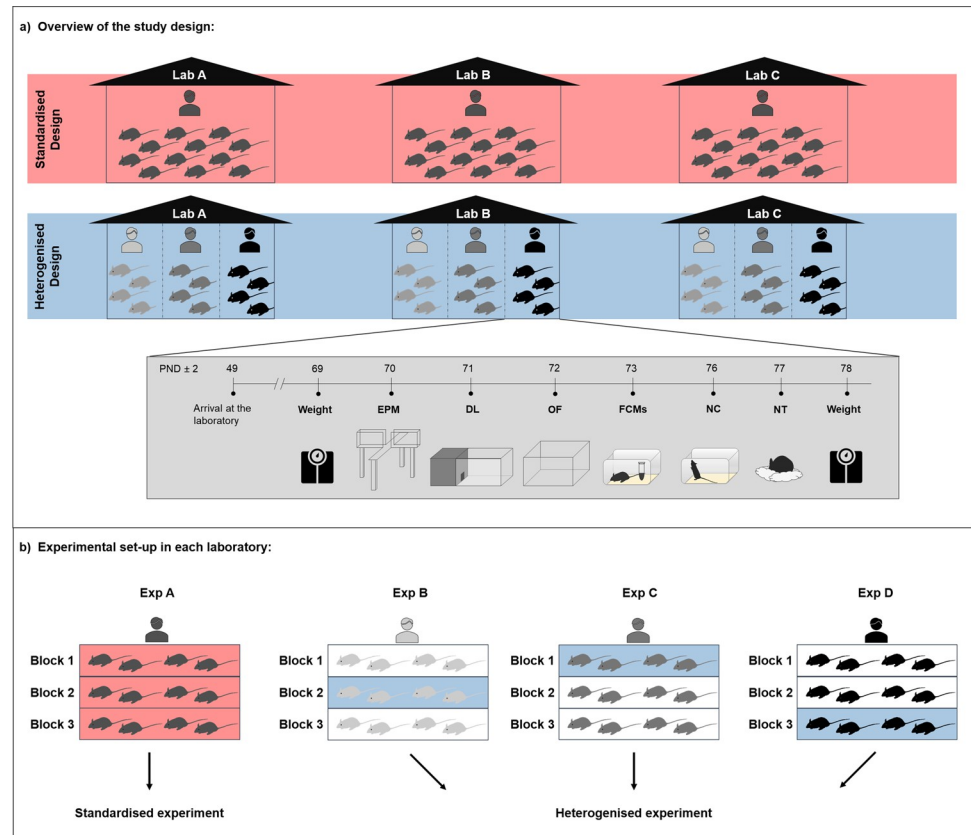 a) Overview of the study design:
Lab A
Lab B
Lab C
Standardised
Design
Lab A
Lab B
Lab C
Heterogenised
Design
PND ± 2
49
69
70
71
72
73
76
77
78
Arrival at the
laboratory
Weight
EPM
DL
OF
FCMs
NC
NT
Weight
b) Experimental set-up in each laboratory:
Exp A
Exp B
Exp C
Exp D
Block 1
Block 2
Block 3
Block 1
Block 2
Block 3
Block 1
Block 2
Block 3
Block 1
Block 2
Block 3
Standardised experiment
Heterogenised experiment